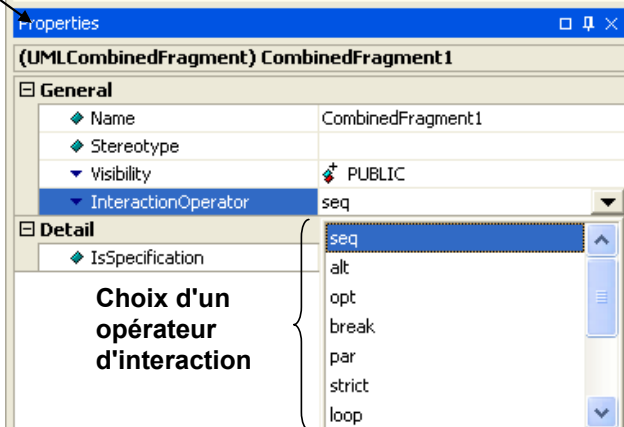 Properties
(UMLCombinedFragment) CombinedFragment1
General
Name CombinedFragment1
Stereotype
Visibility PUBLIC
InteractionOperator seq
Detail
IsSpecification
seq
alt
opt
break
par
strict
loop
Choix d'un
opérateur
d'interaction